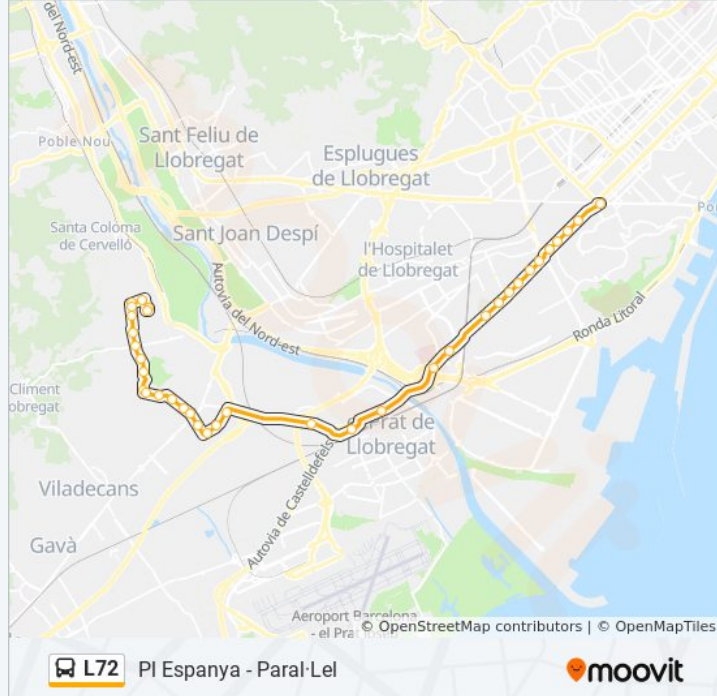 del Nord-est
Poble Nou
Sant Feliu de
Llobregat
Esplugues
de Llobregat
Santa Coloma
de Cervelló
Sant Joan Despí
l'Hospitalet
de Llobregat
Autovia del Nord-est
Ronda Litoral
Climent
obregat
Prat de
Llobregat
Viladecans
Autovia de Castelldefels
Gavà
Aeroport Barcelona
- el Prat
© OpenStreetMap contributors | © OpenMapTiles
L72 Pl Espanya - Paral·Lel
moovit